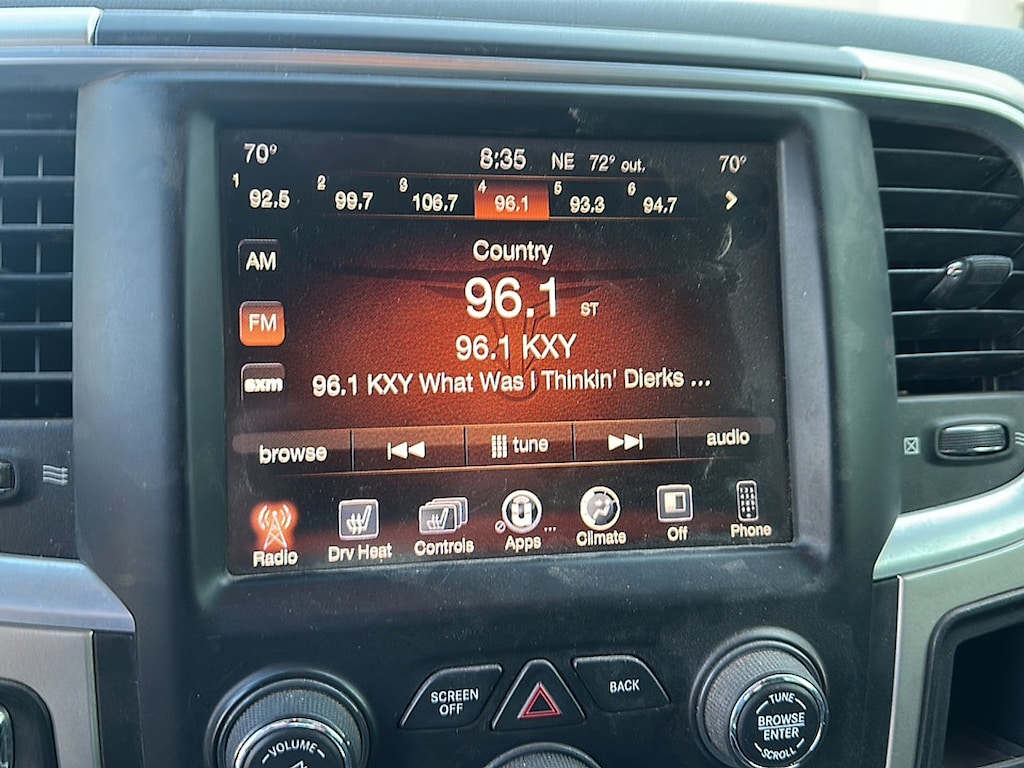 70° 8:35 NE 72° out. 70°
1 92.5 2 99.7 3 106.7 4 96.1 5 93.3 6 94.7
AM
FM
sxm
Country
96.1 ST
96.1 KXY
96.1 KXY What Was I Thinkin' Dierks ...
browse tune audio
Radio Drv Heat Controls Apps ... Climate Off Phone
SCREEN
OFF
BACK
VOLUME
TUNE
BROWSE
ENTER
SCROLL